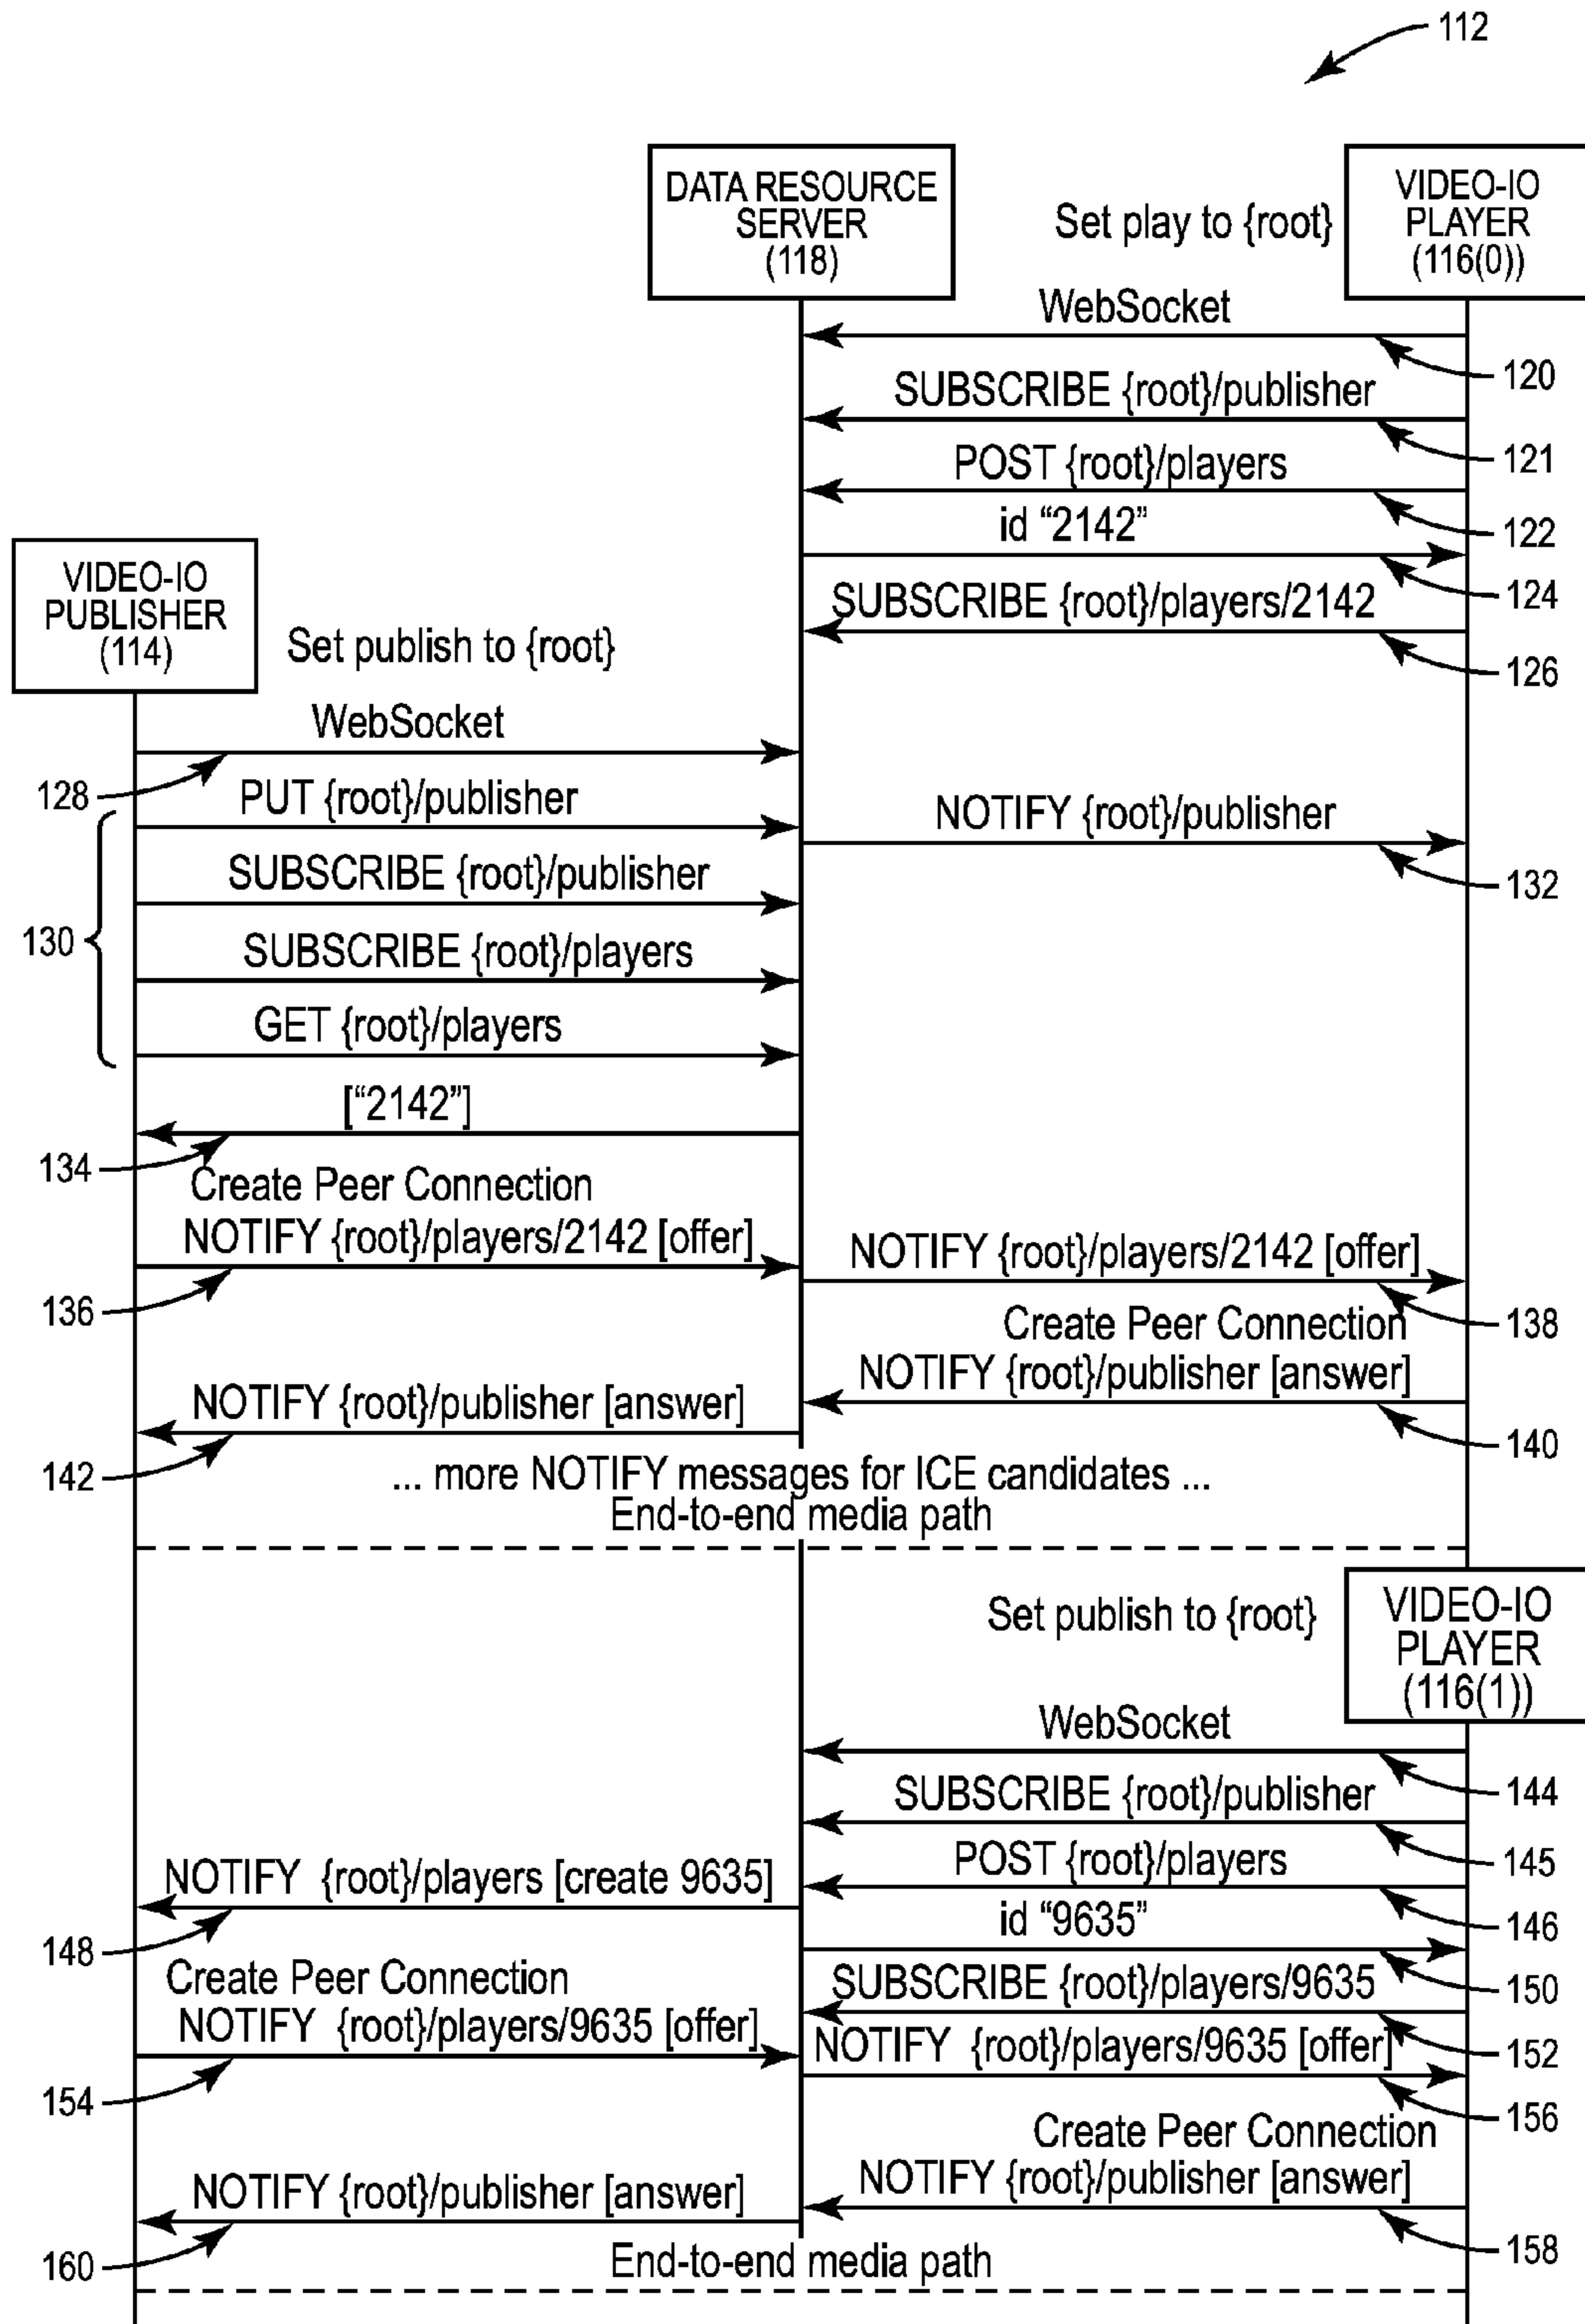 112
DATA RESOURCE
SERVER
(118)
Set play to {root}
VIDEO-IO
PLAYER
(116(0))
WebSocket
120
SUBSCRIBE {root}/publisher
121
POST {root}/players
122
id “2142”
124
SUBSCRIBE {root}/players/2142
126
VIDEO-IO
PUBLISHER
(114)
Set publish to {root}
WebSocket
128
PUT {root}/publisher
NOTIFY {root}/publisher
132
SUBSCRIBE {root}/publisher
130
SUBSCRIBE {root}/players
GET {root}/players
[“2142”]
134
Create Peer Connection
NOTIFY {root}/players/2142 [offer]
136
NOTIFY {root}/players/2142 [offer]
138
Create Peer Connection
NOTIFY {root}/publisher [answer]
140
NOTIFY {root}/publisher [answer]
142
... more NOTIFY messages for ICE candidates ...
End-to-end media path
Set publish to {root}
VIDEO-IO
PLAYER
(116(1))
WebSocket
144
SUBSCRIBE {root}/publisher
145
POST {root}/players
146
NOTIFY {root}/players [create 9635]
148
id “9635”
150
Create Peer Connection
SUBSCRIBE {root}/players/9635
152
NOTIFY {root}/players/9635 [offer]
154
NOTIFY {root}/players/9635 [offer]
156
Create Peer Connection
NOTIFY {root}/publisher [answer]
158
NOTIFY {root}/publisher [answer]
160
End-to-end media path